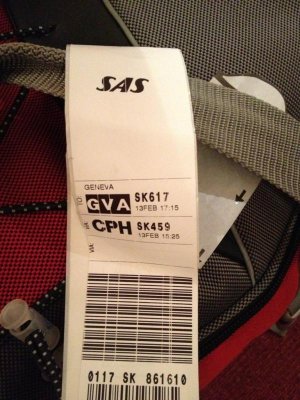 SAS
GENEVA
TO: GVA SK617
13FEB 17:15
VIA: CPH SK459
13FEB 15:25
0117 SK 861610